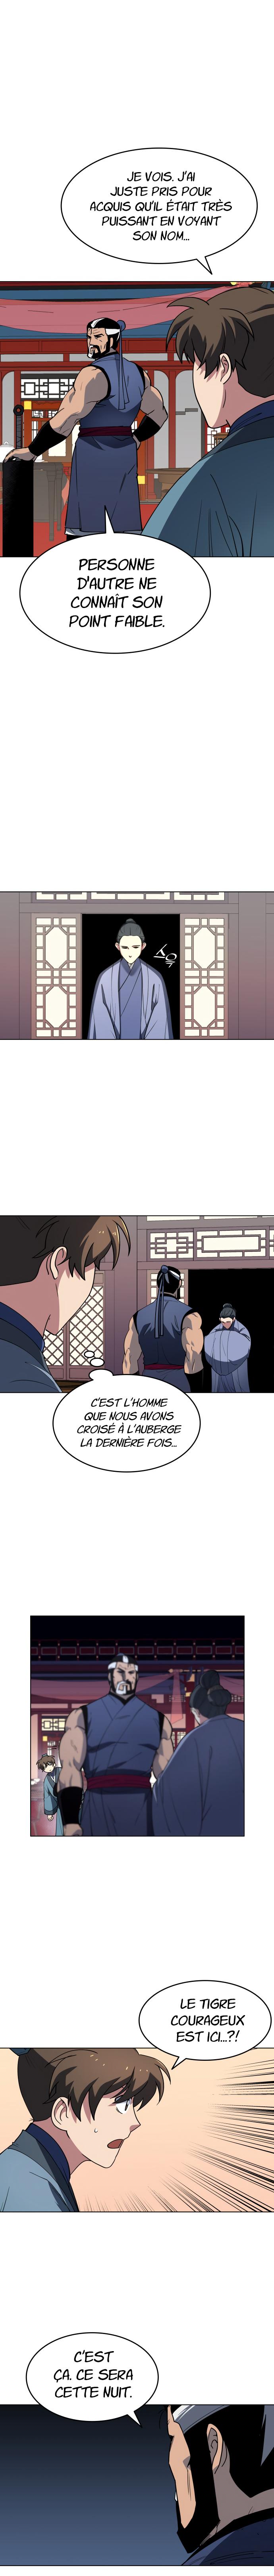 JE VOIS. J'AI
JUSTE PRIS POUR
ACQUIS QU'IL ÉTAIT TRÈS
PUISSANT EN VOYANT
SON NOM...
PERSONNE
D'AUTRE NE
CONNAÎT SON
POINT FAIBLE.
스윽
C'EST L'HOMME
QUE NOUS AVONS
CROISÉ À L'AUBERGE
LA DERNIÈRE FOIS...
LE TIGRE
COURAGEUX
EST ICI...?!
C'EST
ÇA. CE SERA
CETTE NUIT.